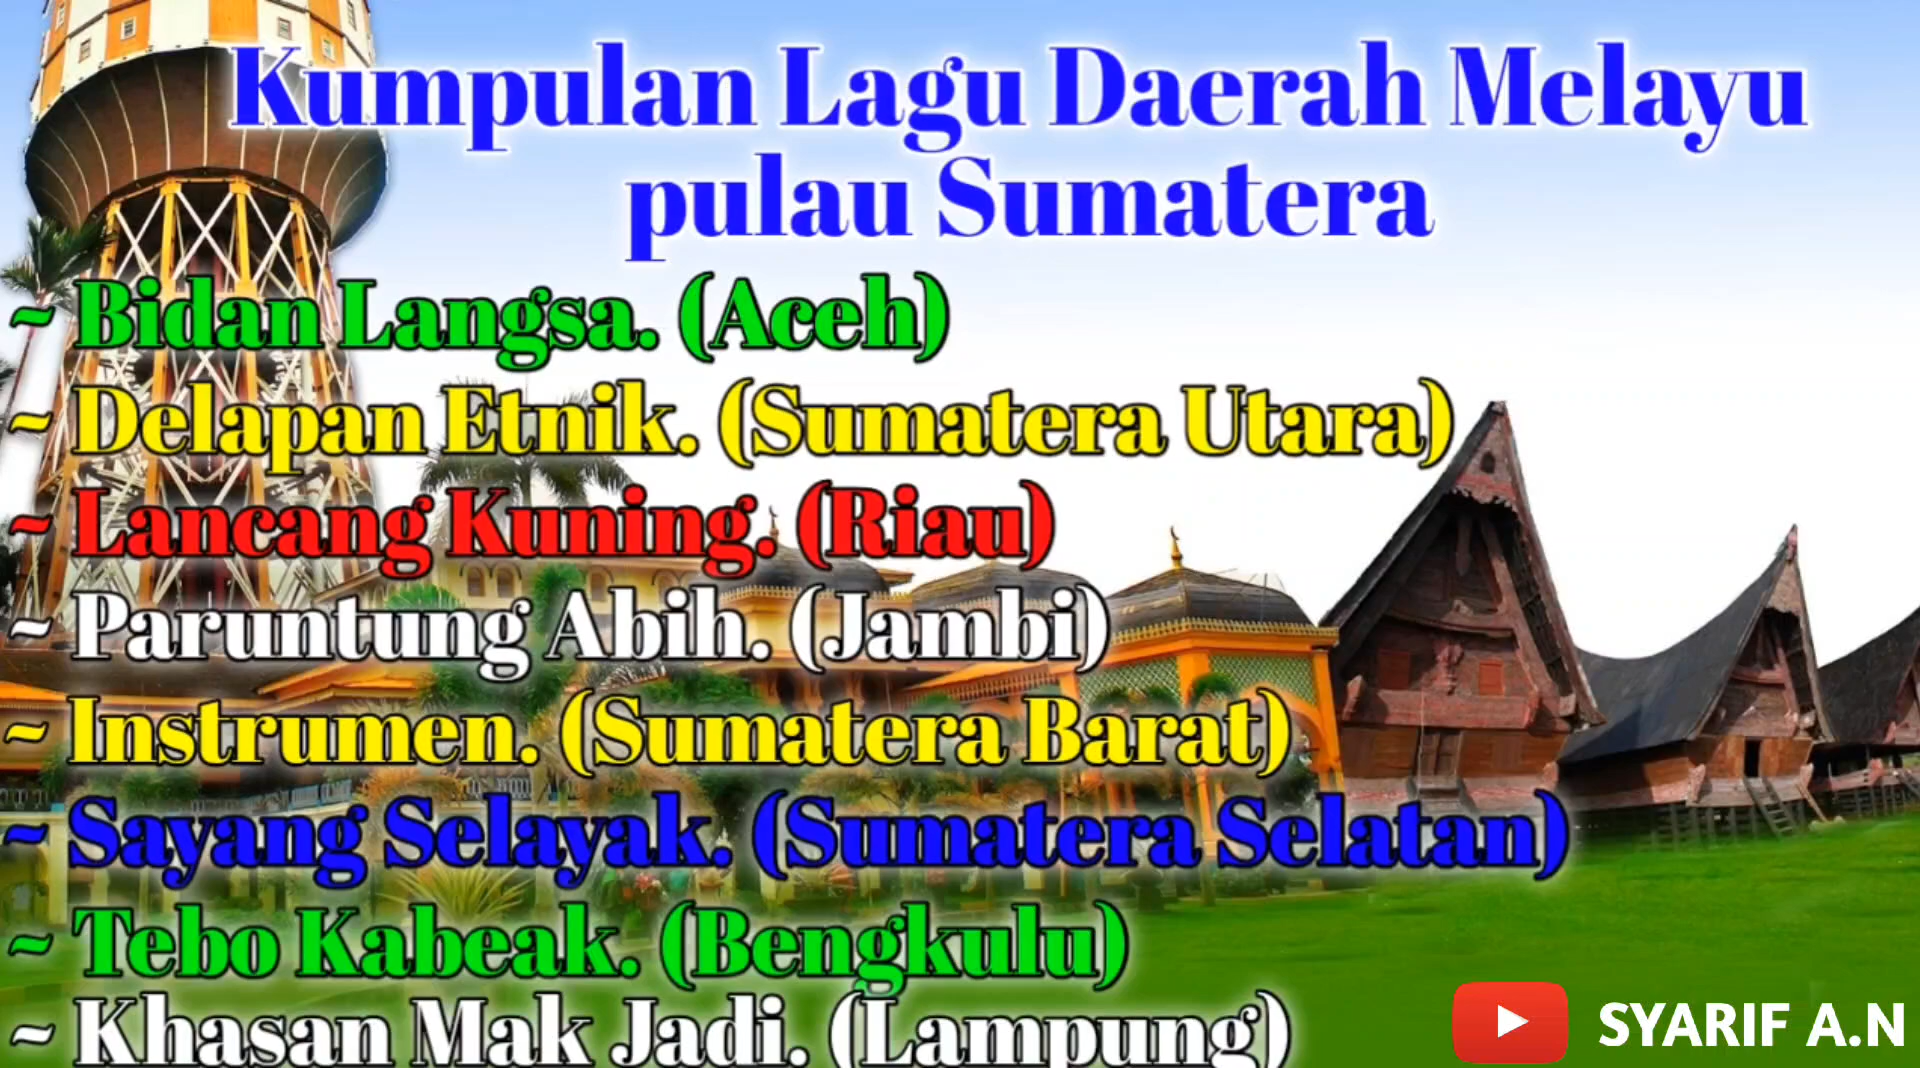 Kumpulan Lagu Daerah Melayu
pulau Sumatera
~ Bidan Langsa. (Aceh)
~ Delapan Etnik. (Sumatera Utara)
~ Lancang Kuning. (Riau)
~ Paruntung Abih. (Jambi)
~ Instrumen. (Sumatera Barat)
~ Sayang Selayak. (Sumatera Selatan)
~ Tebo Kabeak. (Bengkulu)
~ Khasan Mak Jadi. (Lampung)
SYARIF A.N